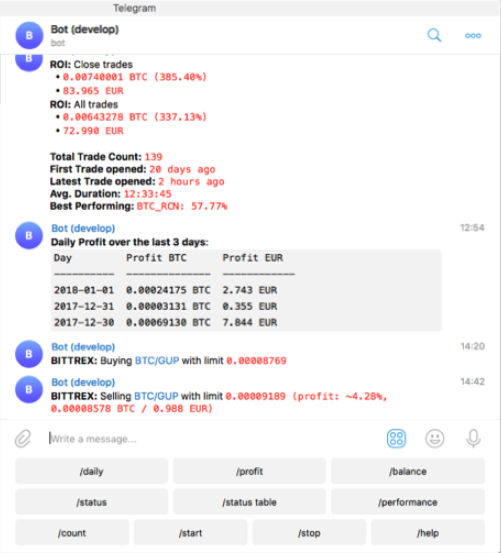 Telegram
B
Bot (develop)
bot
B
ROI: Close trades
• 0.00740001 BTC (385.40%)
• 83.965 EUR
ROI: All trades
• 0.00643278 BTC (337.13%)
• 72.990 EUR
Total Trade Count: 139
First Trade opened: 20 days ago
Latest Trade opened: 2 hours ago
Avg. Duration: 12:33:45
Best Performing: BTC_RCN: 57.77%
B
Bot (develop) 12:54
Daily Profit over the last 3 days:
Day Profit BTC Profit EUR
---------- -------------- ------------
2018-01-01 0.00024175 BTC 2.743 EUR
2017-12-31 0.00003131 BTC 0.355 EUR
2017-12-30 0.00069130 BTC 7.844 EUR
B
Bot (develop) 14:20
BITTREX: Buying BTC/GUP with limit 0.00008769
B
Bot (develop) 14:42
BITTREX: Selling BTC/GUP with limit 0.00009189 (profit: ~4.28%,
0.00008578 BTC / 0.988 EUR)
Write a message...
/daily /profit /balance
/status /status table /performance
/count /start /stop /help